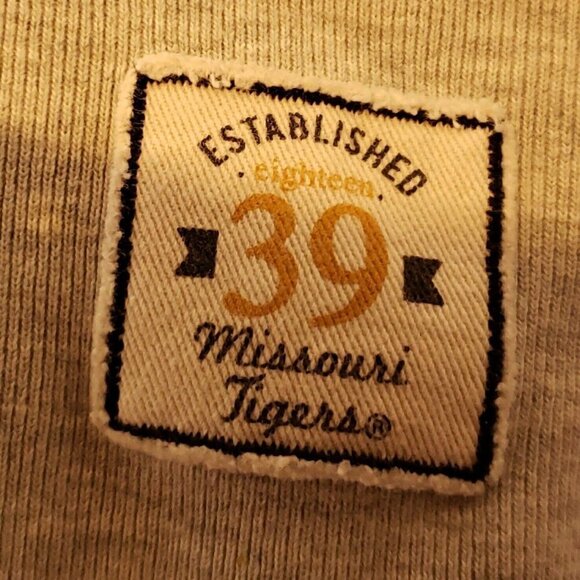 ESTABLISHED
· eighteen ·
39
Missouri
Tigers®